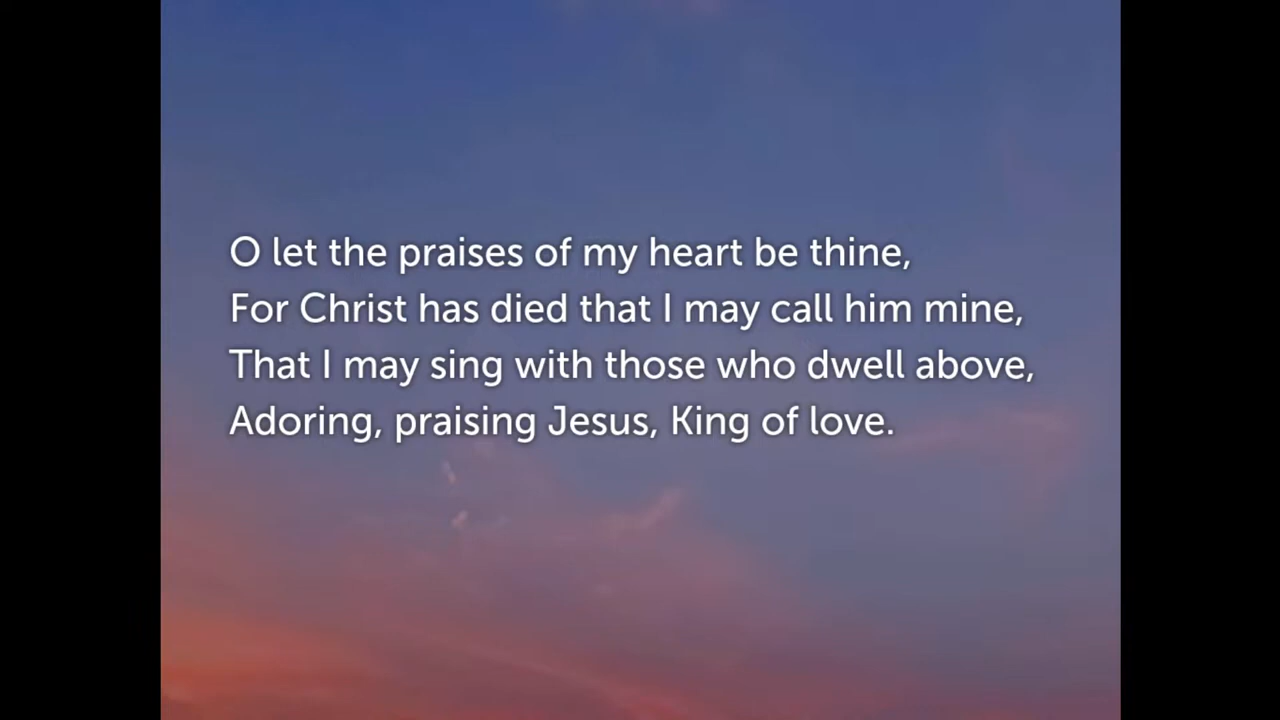 O let the praises of my heart be thine,
For Christ has died that I may call him mine,
That I may sing with those who dwell above,
Adoring, praising Jesus, King of love.